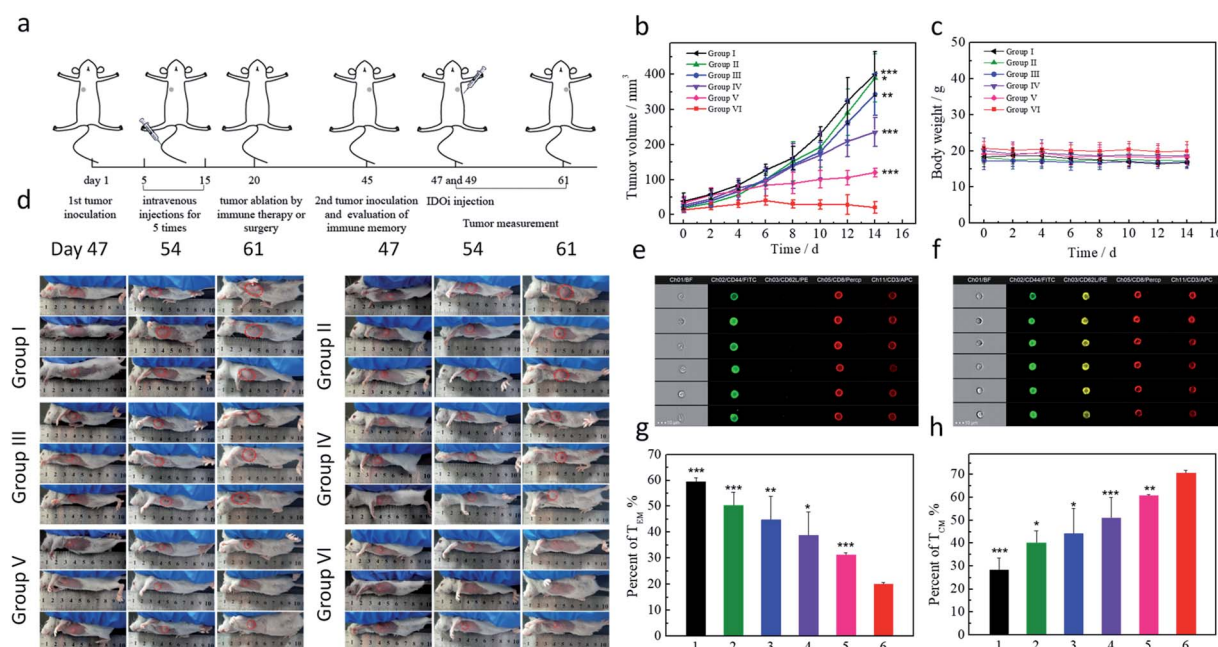 a
day 1
5
15
20
45
47 and 49
61
1st tumor
inoculation
intravenous
injections for
5 times
tumor ablation by
immune therapy or
surgery
2nd tumor inoculation
and evaluation of
immune memory
IDOi injection
Tumor measurement
b
Tumor volume / mm³
400
300
200
100
0
Group I
Group II
Group III
Group IV
Group V
Group VI
***
*
**
***
***
0 2 4 6 8 10 12 14 16
Time / d
c
Body weight / g
50
40
30
20
10
0
Group I
Group II
Group III
Group IV
Group V
Group VI
0 2 4 6 8 10 12 14 16
Time / d
d
Day 47 54 61
47 54 61
Group I
Group II
Group III
Group IV
Group V
Group VI
e
Ch01/BF Ch02/CD44/FITC Ch03/CD62L/PE Ch05/CD8/Percp Ch11/CD3/APC
f
Ch01/BF Ch02/CD44/FITC Ch03/CD62L/PE Ch05/CD8/Percp Ch11/CD3/APC
g
Percent of T_EM %
70
60
50
40
30
20
10
0
***
***
**
*
***
1 2 3 4 5 6
h
Percent of T_CM %
70
60
50
40
30
20
10
0
***
*
*
***
**
1 2 3 4 5 6